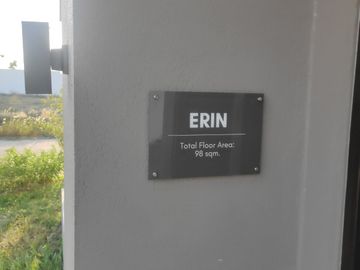 ERIN
Total Floor Area:
98 sqm.